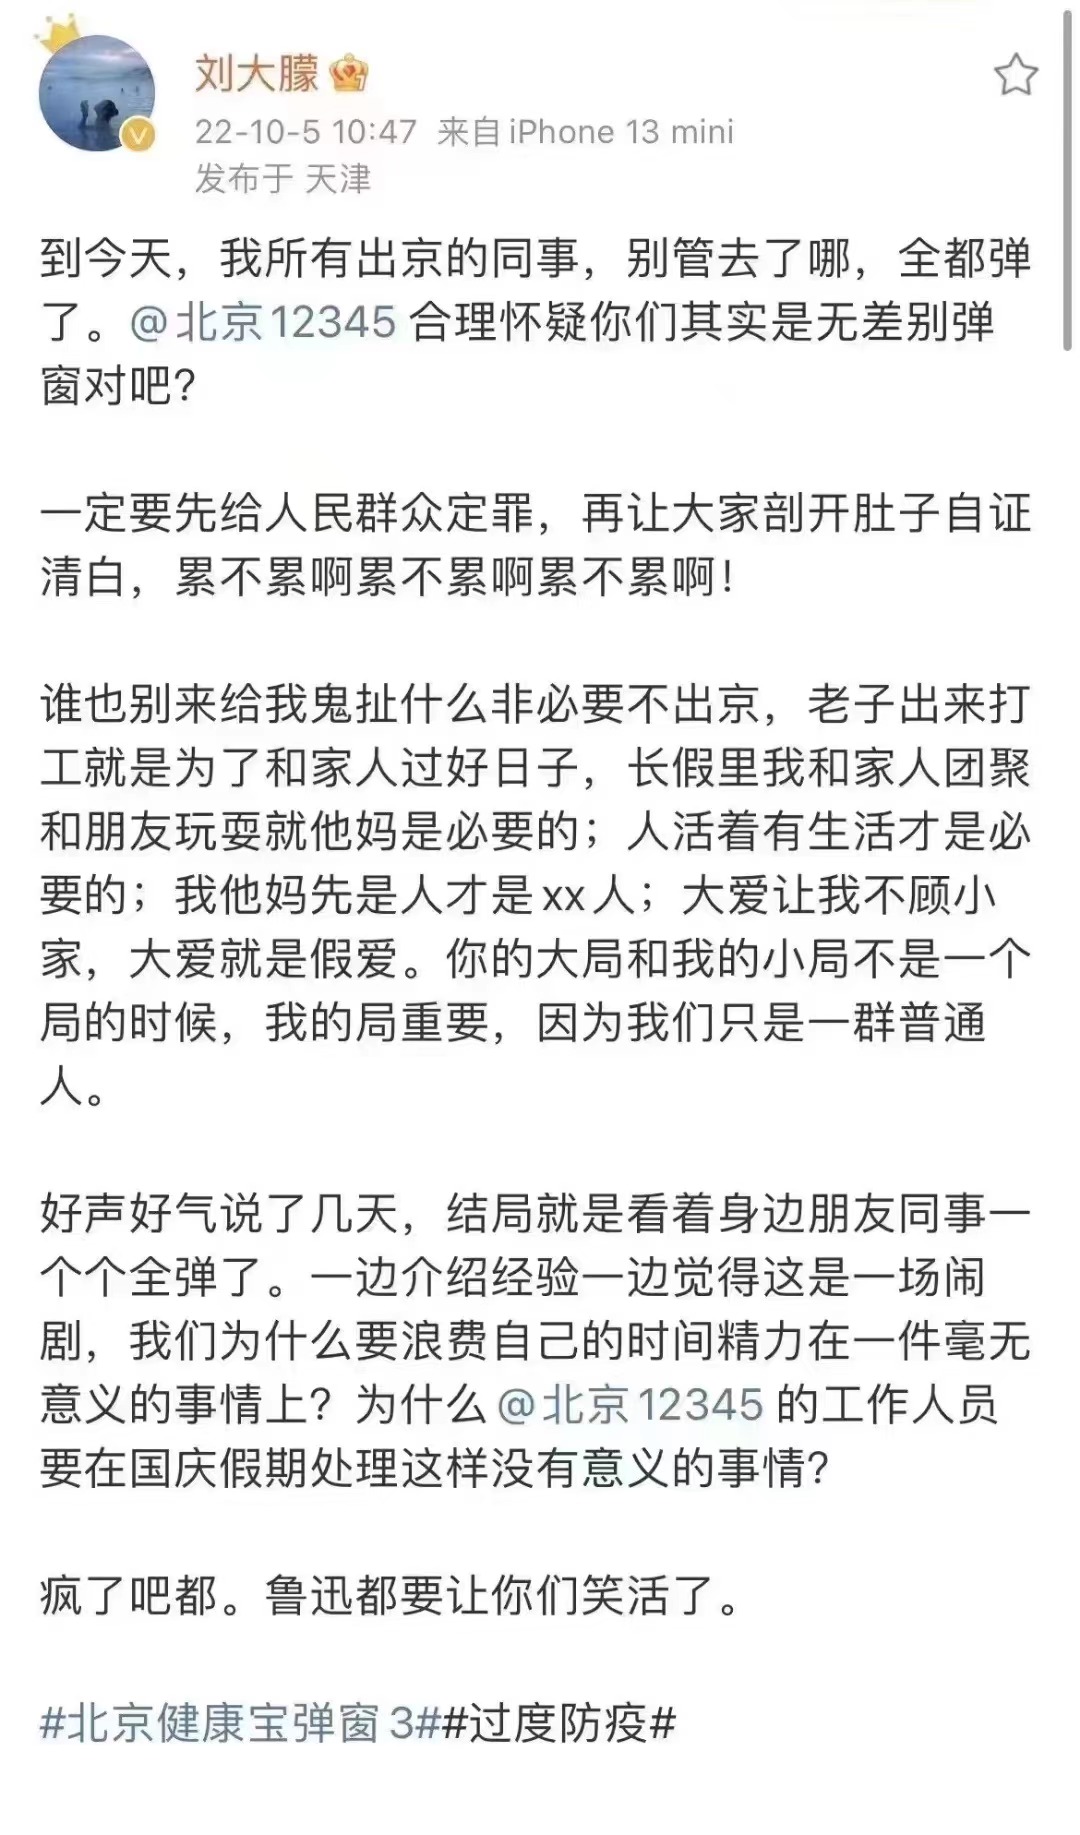 刘大朦
22-10-5 10:47 来自 iPhone 13 mini
发布于 天津
到今天，我所有出京的同事，别管去了哪，全都弹
了。@北京12345 合理怀疑你们其实是无差别弹
窗对吧？
一定要先给人民群众定罪，再让大家剖开肚子自证
清白，累不累啊累不累啊累不累啊！
谁也别来给我鬼扯什么非必要不出京，老子出来打
工就是为了和家人过好日子，长假里我和家人团聚
和朋友玩耍就他妈是必要的；人活着有生活才是必
要的；我他妈先是人才是xx人；大爱让我不顾小
家，大爱就是假爱。你的大局和我的小局不是一个
局的时候，我的局重要，因为我们只是一群普通
人。
好声好气说了几天，结局就是看着身边朋友同事一
个个全弹了。一边介绍经验一边觉得这是一场闹
剧，我们为什么要浪费自己的时间精力在一件毫无
意义的事情上？为什么 @北京12345 的工作人员
要在国庆假期处理这样没有意义的事情？
疯了吧都。鲁迅都要让你们笑活了。
#北京健康宝弹窗3##过度防疫#